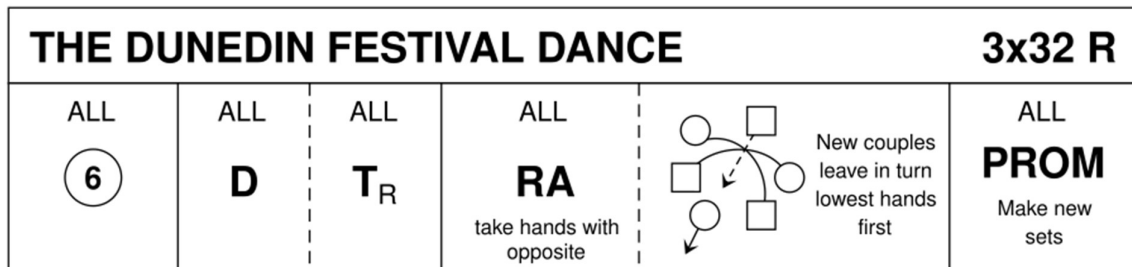 THE DUNEDIN FESTIVAL DANCE 3x32 R
ALL
6
ALL
D
ALL
TR
ALL
RA
take hands with
opposite
New couples
leave in turn
lowest hands
first
ALL
PROM
Make new
sets